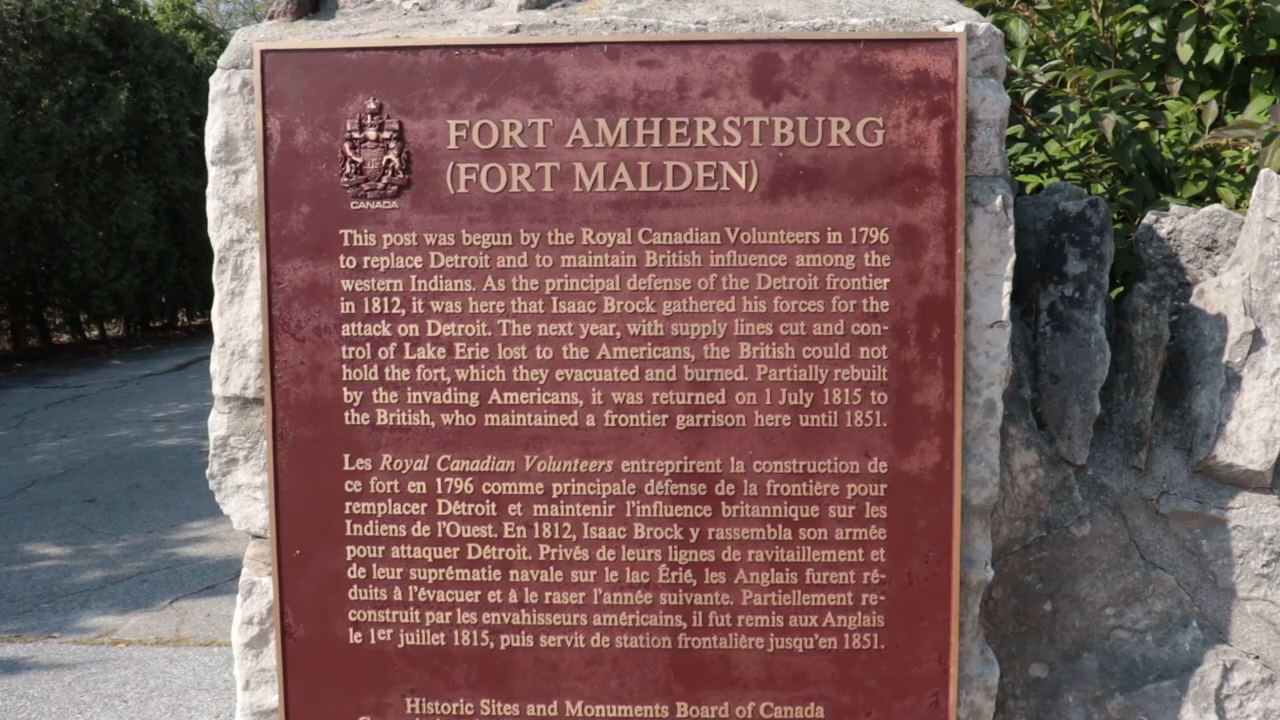 FORT AMHERSTBURG
(FORT MALDEN)
CANADA
This post was begun by the Royal Canadian Volunteers in 1796
to replace Detroit and to maintain British influence among the
western Indians. As the principal defense of the Detroit frontier
in 1812, it was here that Isaac Brock gathered his forces for the
attack on Detroit. The next year, with supply lines cut and con-
trol of Lake Erie lost to the Americans, the British could not
hold the fort, which they evacuated and burned. Partially rebuilt
by the invading Americans, it was returned on 1 July 1815 to
the British, who maintained a frontier garrison here until 1851.
Les Royal Canadian Volunteers entreprirent la construction de
ce fort en 1796 comme principale défense de la frontière pour
remplacer Détroit et maintenir l'influence britannique sur les
Indiens de l'Ouest. En 1812, Isaac Brock y rassembla son armée
pour attaquer Détroit. Privés de leurs lignes de ravitaillement et
de leur suprématie navale sur le lac Érié, les Anglais furent ré-
duits à l'évacuer et à le raser l'année suivante. Partiellement re-
construit par les envahisseurs américains, il fut remis aux Anglais
le 1er juillet 1815, puis servit de station frontalière jusqu'en 1851.
Historic Sites and Monuments Board of Canada